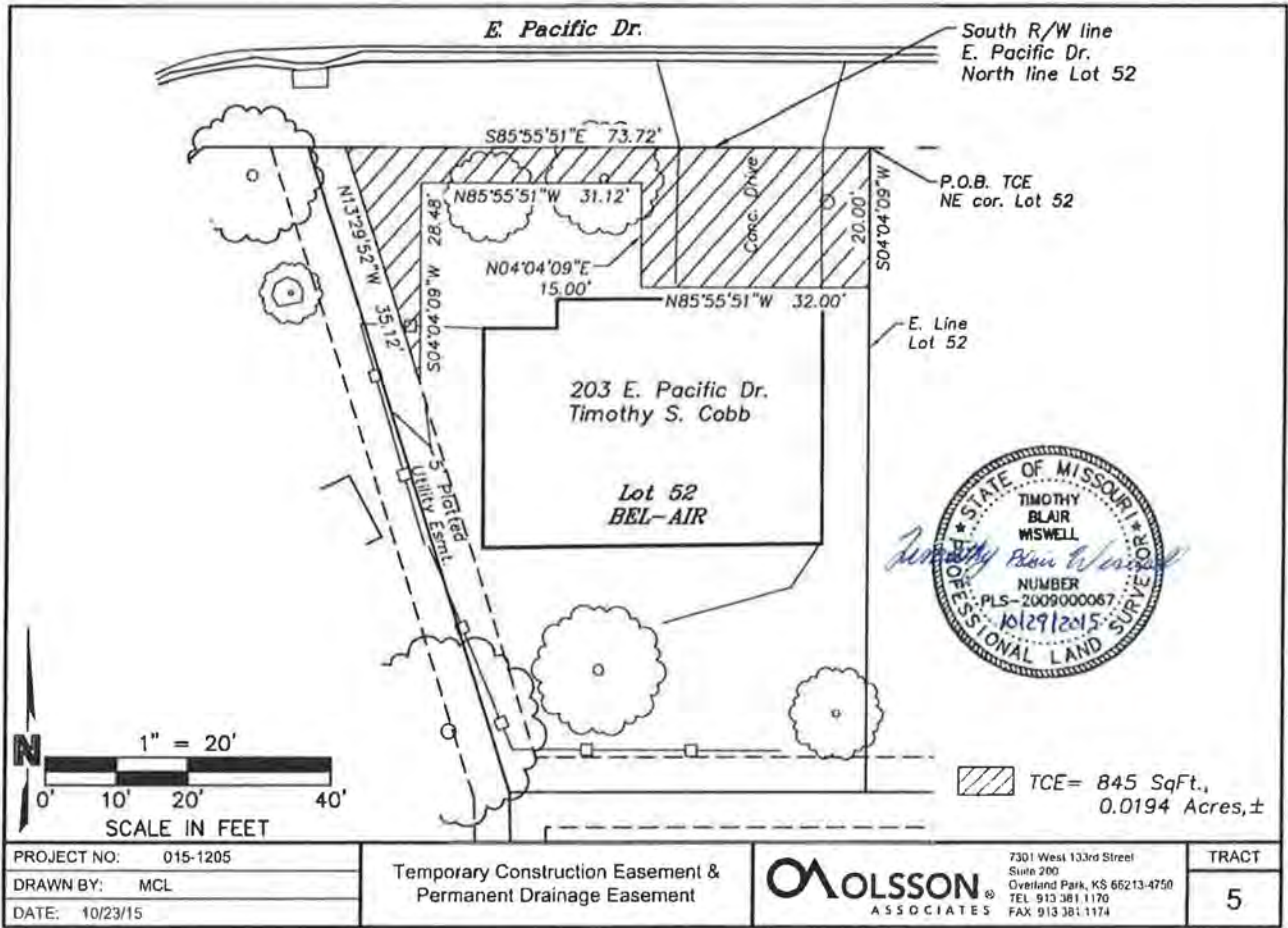 E. Pacific Dr.
South R/W line
E. Pacific Dr.
North line Lot 52
S85°55'51"E 73.72'
P.O.B. TCE
NE cor. Lot 52
N85°55'51"W 31.12'
Conc. Drive
20.00'
S04°04'09"W
N13°29'52"W 35.12'
S04°04'09"W 28.48'
N04°04'09"E
15.00'
N85°55'51"W 32.00'
E. Line
Lot 52
203 E. Pacific Dr.
Timothy S. Cobb
Lot 52
BEL-AIR
5' Platted
Utility Esmt.
STATE OF MISSOURI
TIMOTHY
BLAIR
WISWELL
Timothy Blair Wiswell
NUMBER
PLS-2009000067
10/29/2015
PROFESSIONAL LAND SURVEYOR
N
1" = 20'
0' 10' 20' 40'
SCALE IN FEET
TCE= 845 SqFt.,
0.0194 Acres,±
PROJECT NO: 015-1205
DRAWN BY: MCL
DATE: 10/23/15
Temporary Construction Easement &
Permanent Drainage Easement
OLSSON ®
ASSOCIATES
7301 West 133rd Street
Suite 200
Overland Park, KS 66213-4750
TEL 913 381.1170
FAX 913 381.1174
TRACT
5